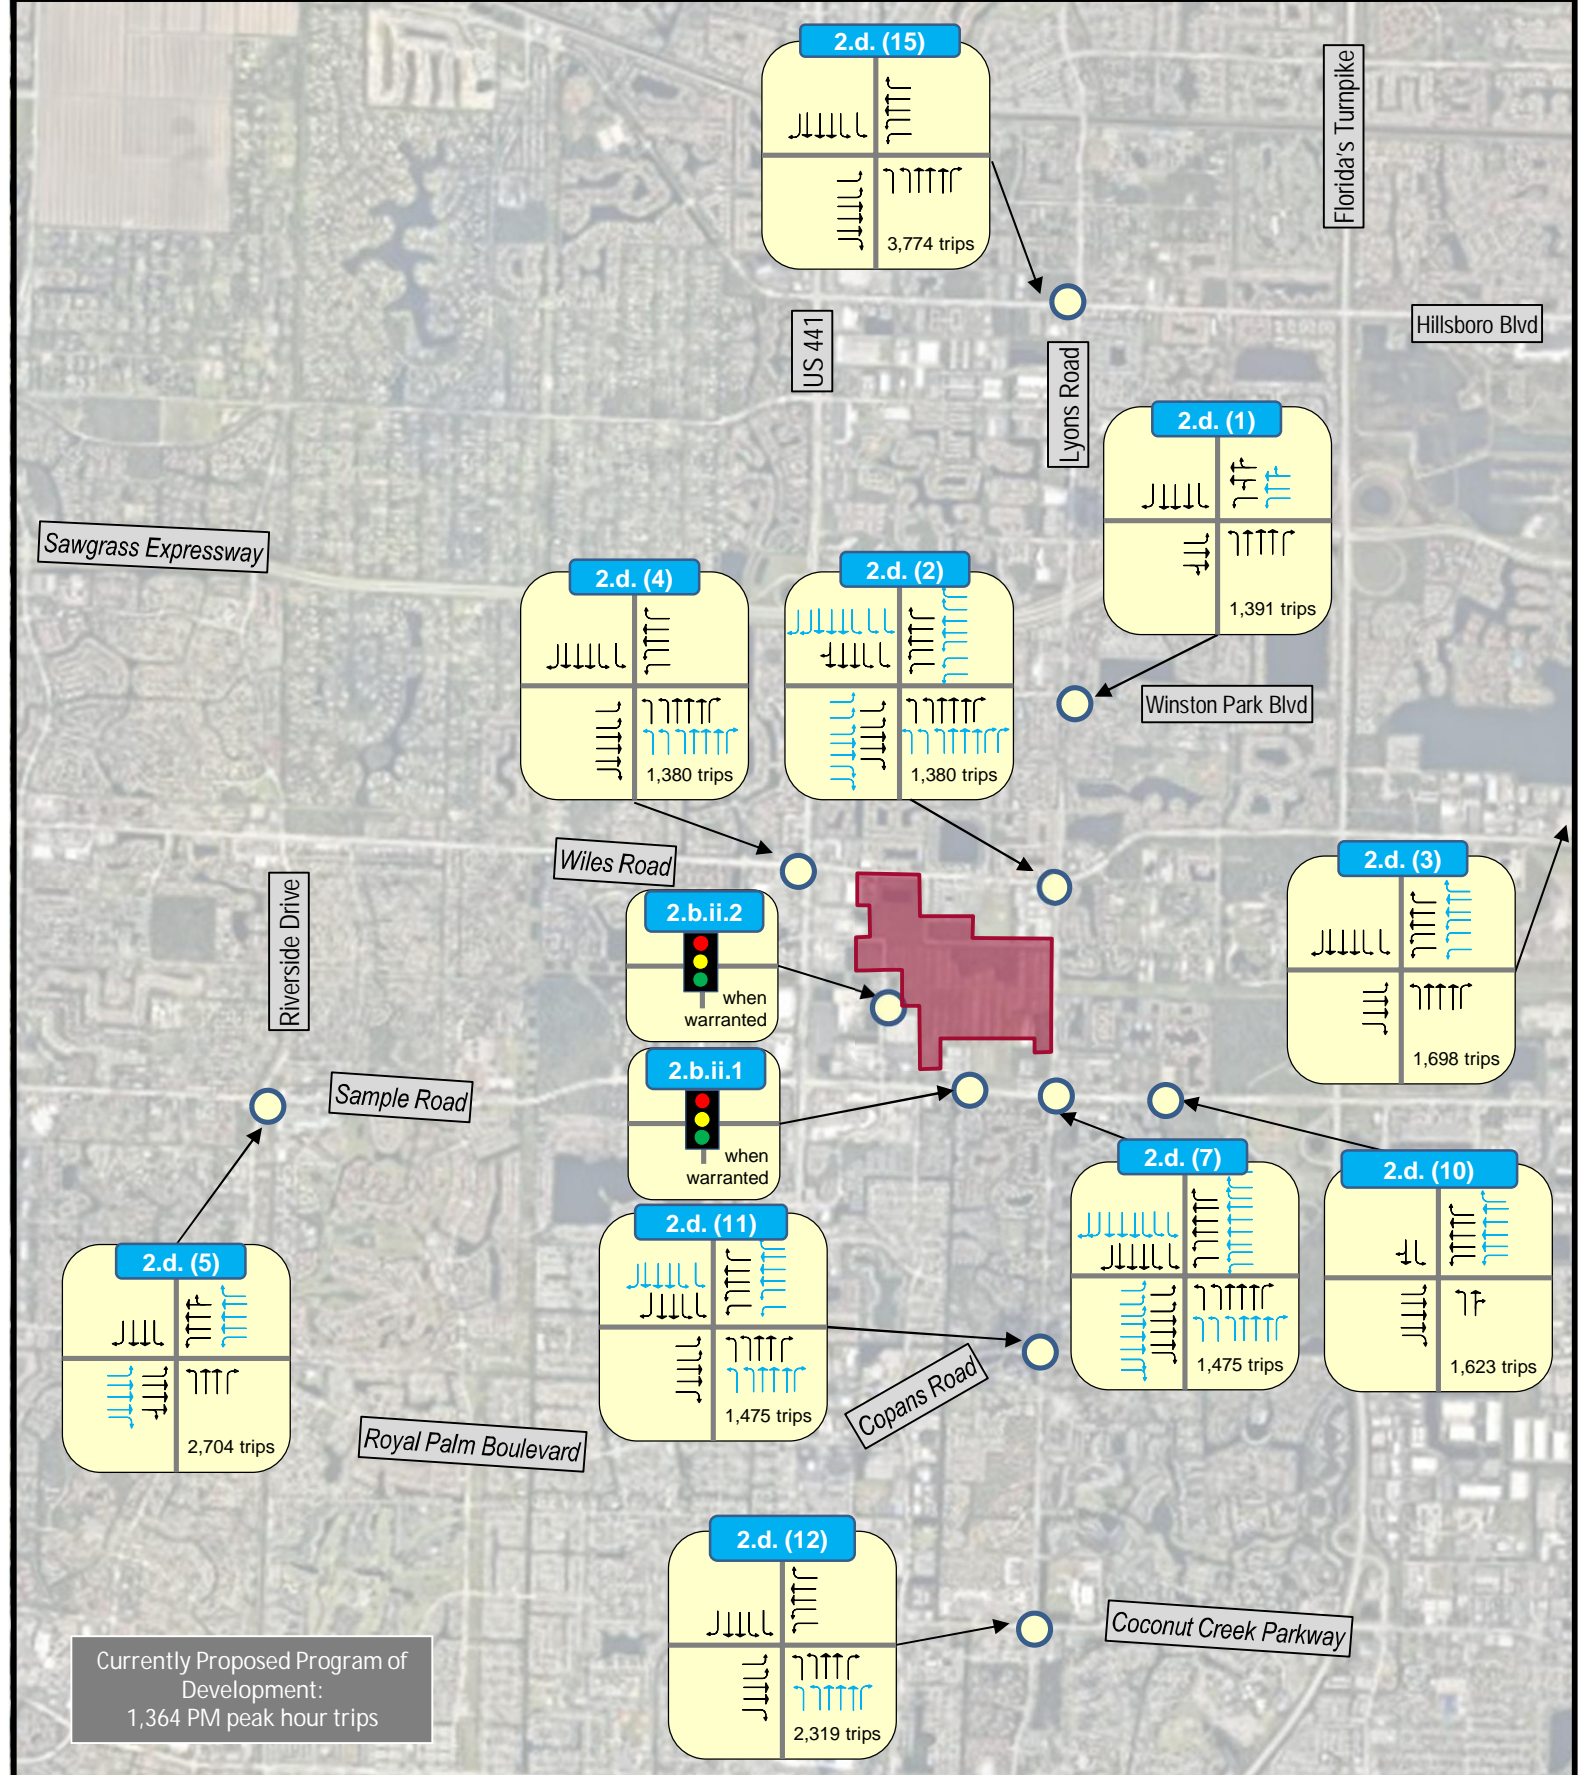 2.d. (15)
3,774 trips
Florida's Turnpike
US 441
Hillsboro Blvd
Lyons Road
2.d. (1)
1,391 trips
Sawgrass Expressway
2.d. (4)
1,380 trips
2.d. (2)
1,380 trips
Winston Park Blvd
Wiles Road
2.d. (3)
1,698 trips
Riverside Drive
2.b.ii.2
when
warranted
2.b.ii.1
when
warranted
Sample Road
2.d. (7)
1,475 trips
2.d. (10)
1,623 trips
2.d. (11)
1,475 trips
2.d. (5)
2,704 trips
Copans Road
Royal Palm Boulevard
2.d. (12)
2,319 trips
Coconut Creek Parkway
Currently Proposed Program of
Development:
1,364 PM peak hour trips